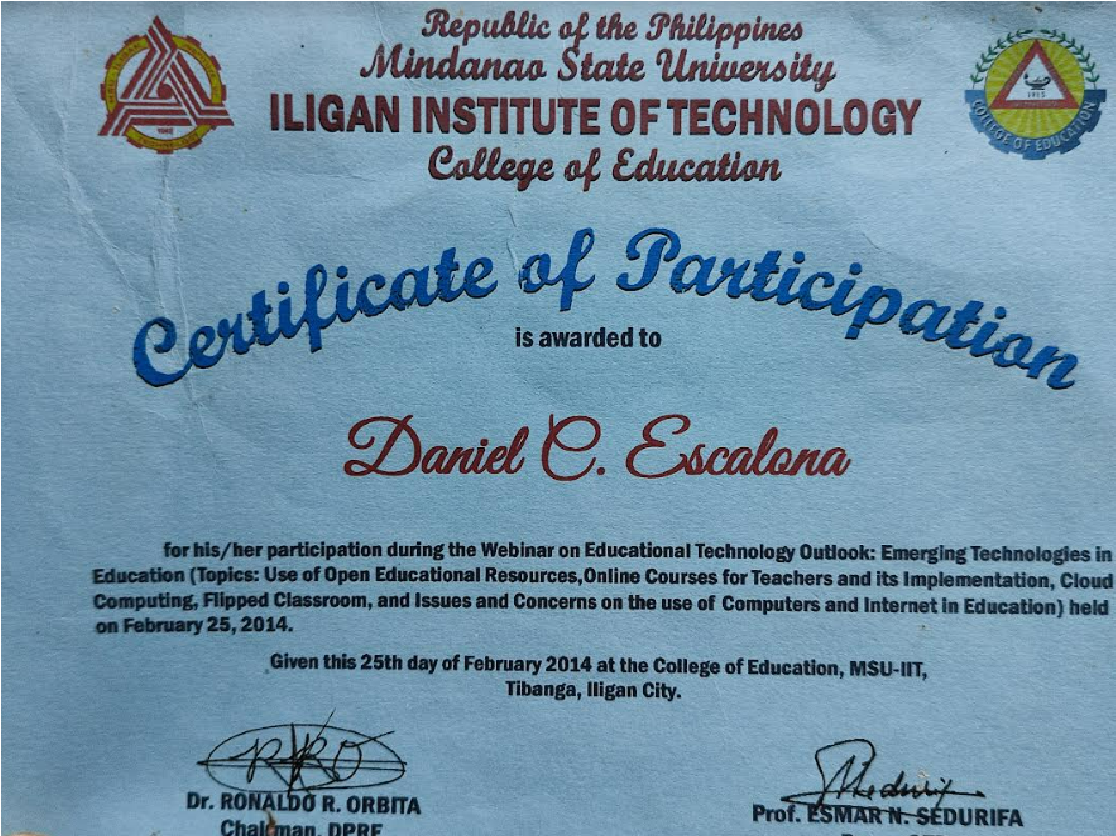 Republic of the Philippines
Mindanao State University
ILIGAN INSTITUTE OF TECHNOLOGY
College of Education
COLLEGE OF EDUCATION
Certificate of Participation
is awarded to
Daniel C. Escalona
for his/her participation during the Webinar on Educational Technology Outlook: Emerging Technologies in
Education (Topics: Use of Open Educational Resources,Online Courses for Teachers and its Implementation, Cloud
Computing, Flipped Classroom, and Issues and Concerns on the use of Computers and Internet in Education) held
on February 25, 2014.
Given this 25th day of February 2014 at the College of Education, MSU-IIT,
Tibanga, Iligan City.
Dr. RONALDO R. ORBITA
Prof. ESMAR N. SEDURIFA
Chairman, DPRE